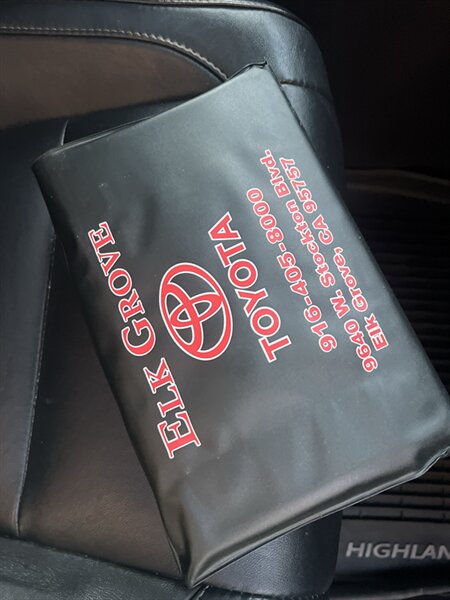 ELK GROVE
TOYOTA
916-405-8000
9640 W. Stockton Blvd.
Elk Grove, CA 95757
HIGHLAN